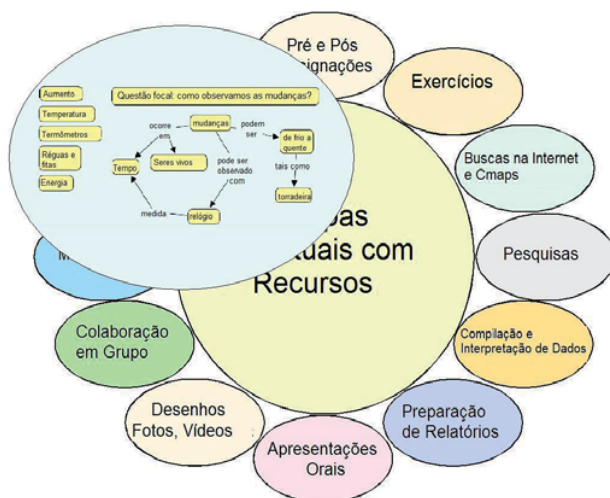 Pré e Pós
Exercícios
Buscas na Internet
e Cmaps
Pesquisas
Compilação e
Interpretação de Dados
Preparação
de Relatórios
Apresentações
Orais
Desenhos
Fotos, Vídeos
Colaboração
em Grupo
com
Recursos
Questão focal: como observamos as mudanças?
Aumento
Temperatura
Termômetros
Réguas e
fitas
Energia
mudanças
ocorre
em
Tempo
Seres vivos
podem
ser
de frio a
quente
tais como
torradeira
pode ser
observado
com
relógio
medida